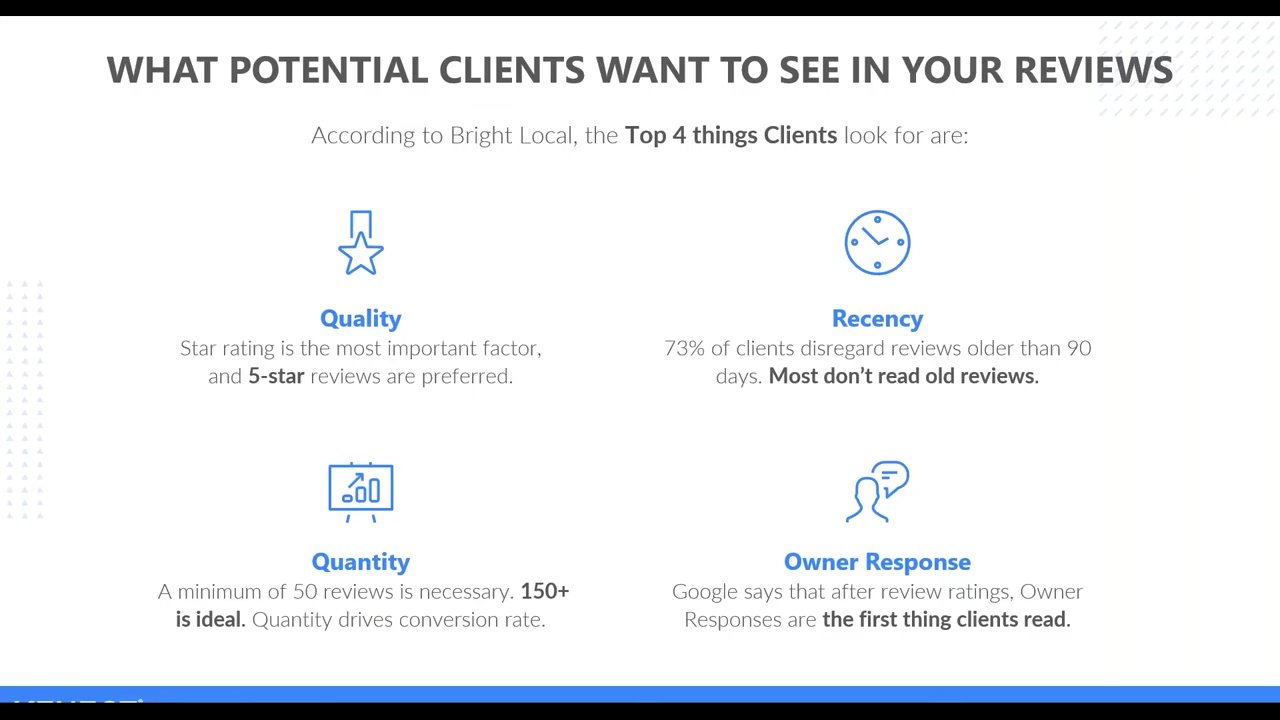 WHAT POTENTIAL CLIENTS WANT TO SEE IN YOUR REVIEWS
According to Bright Local, the Top 4 things Clients look for are:
Quality
Star rating is the most important factor,
and 5-star reviews are preferred.
Recency
73% of clients disregard reviews older than 90
days. Most don’t read old reviews.
Quantity
A minimum of 50 reviews is necessary. 150+
is ideal. Quantity drives conversion rate.
Owner Response
Google says that after review ratings, Owner
Responses are the first thing clients read.